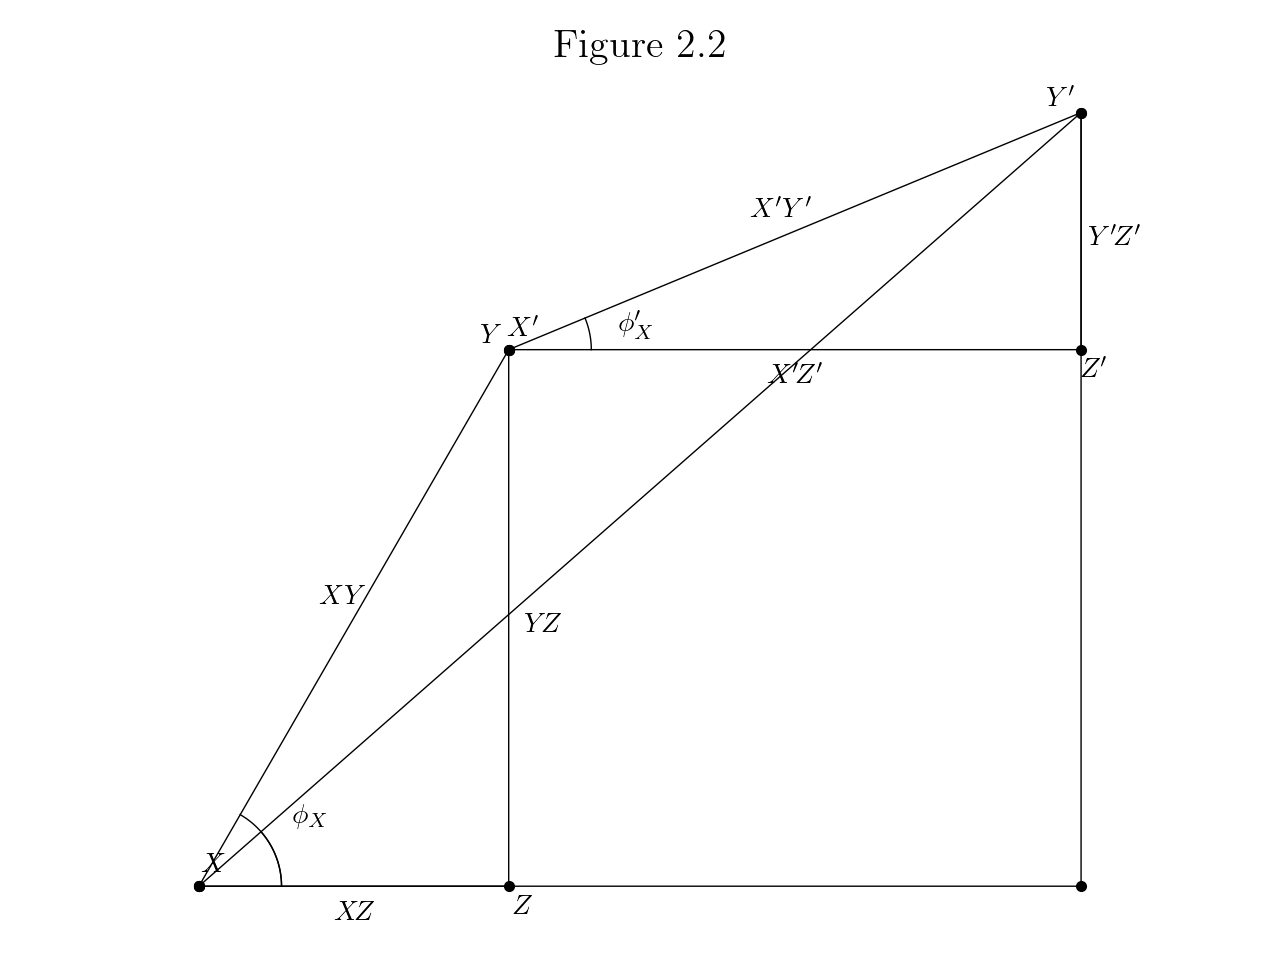 Figure 2.2
Y′
X′Y′
Y′Z′
Y X′
ϕ′X
X′Z′
Z′
XY
YZ
ϕX
X
XZ
Z